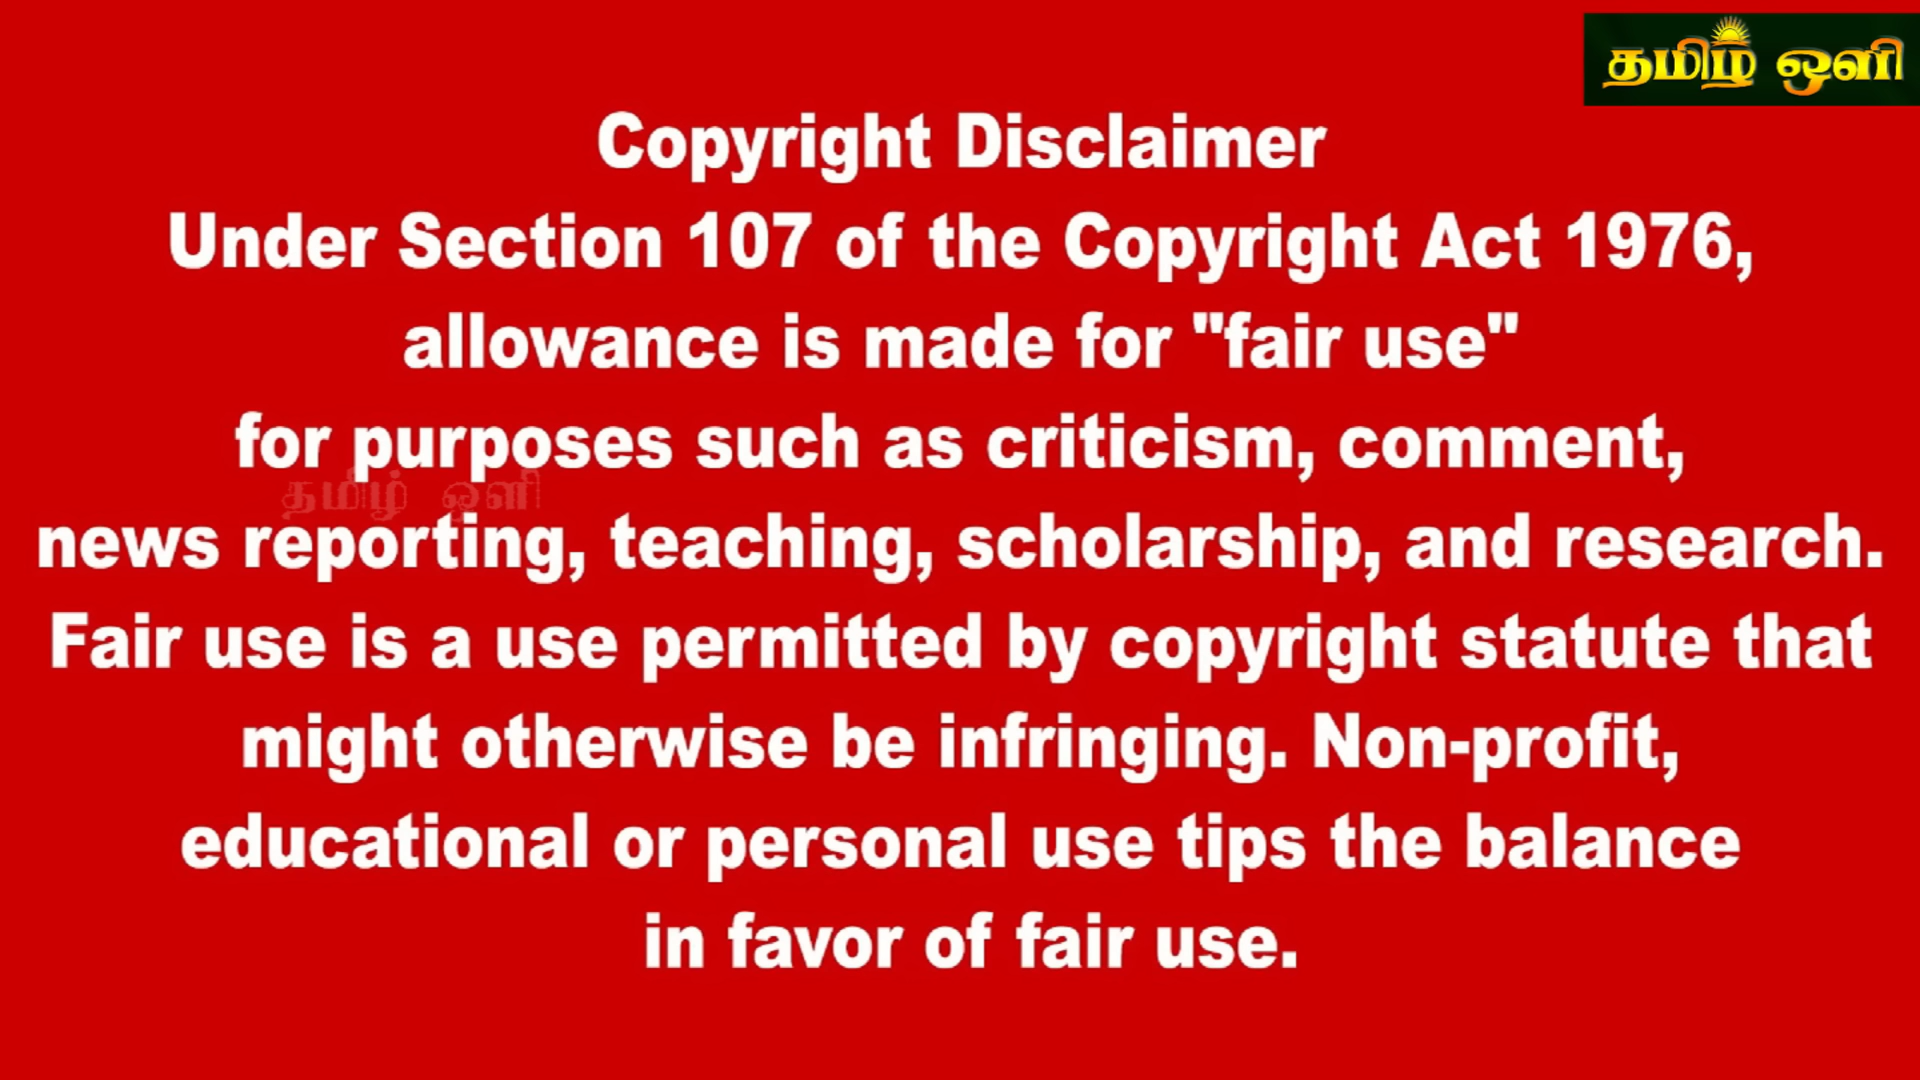 தமிழ் ஒளி
Copyright Disclaimer
Under Section 107 of the Copyright Act 1976,
allowance is made for "fair use"
for purposes such as criticism, comment,
தமிழ் ஒளி
news reporting, teaching, scholarship, and research.
Fair use is a use permitted by copyright statute that
might otherwise be infringing. Non-profit,
educational or personal use tips the balance
in favor of fair use.